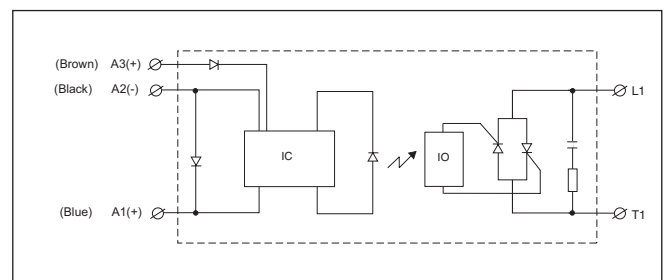 (Brown) A3(+)
(Black) A2(-)
L1
IC
IO
(Blue) A1(+)
T1